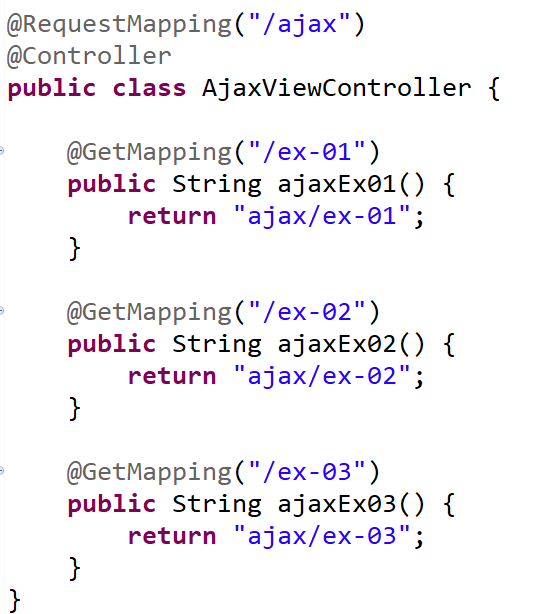 @RequestMapping("/ajax")
@Controller
public class AjaxViewController {
@GetMapping("/ex-01")
public String ajaxEx01() {
return "ajax/ex-01";
}
@GetMapping("/ex-02")
public String ajaxEx02() {
return "ajax/ex-02";
}
@GetMapping("/ex-03")
public String ajaxEx03() {
return "ajax/ex-03";
}
}